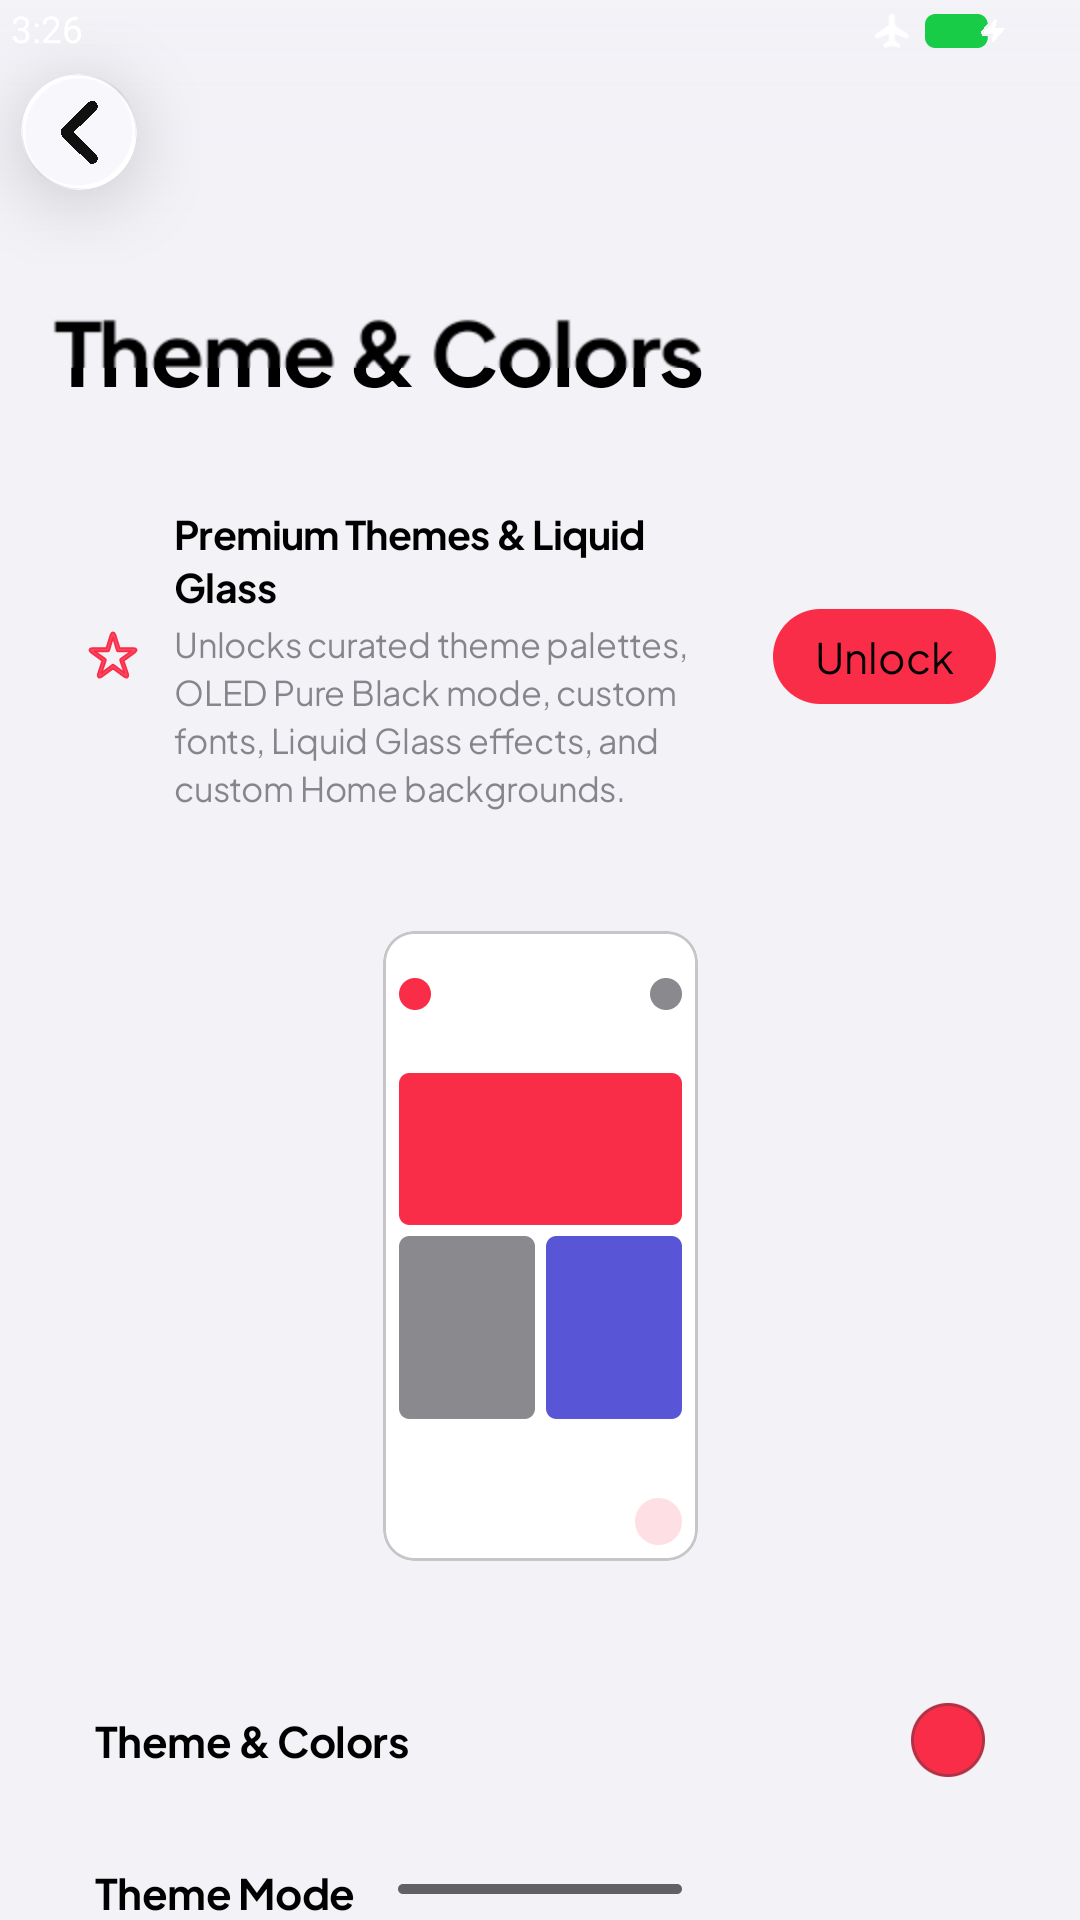 3:26
Theme & Colors
Premium Themes & Liquid
Glass
Unlocks curated theme palettes,
OLED Pure Black mode, custom
fonts, Liquid Glass effects, and
custom Home backgrounds.
Unlock
Theme & Colors
Theme Mode